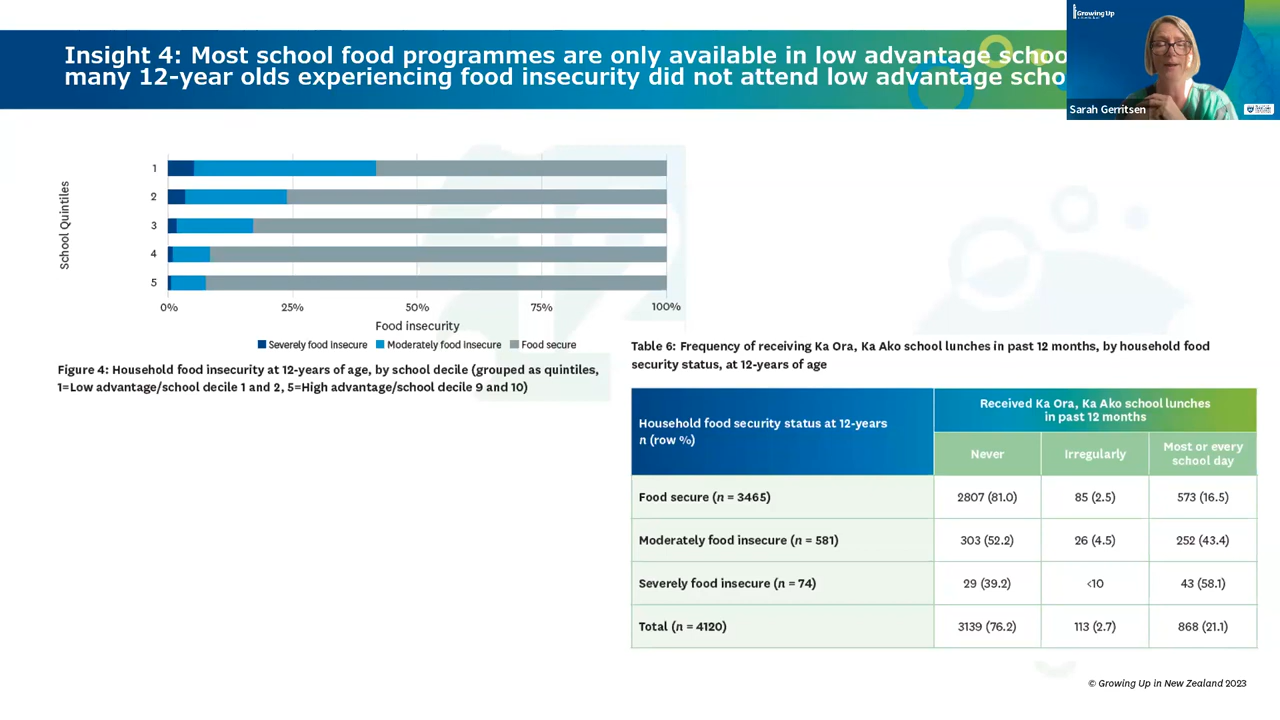 Insight 4: Most school food programmes are only available in low advantage
many 12-year olds experiencing food insecurity did not attend low advantage
Growing Up
Sarah Gerritsen
School Quintiles
1
2
3
4
5
0% 25% 50% 75% 100%
Food insecurity
Severely food insecure Moderately food insecure Food secure
Figure 4: Household food insecurity at 12-years of age, by school decile (grouped as quintiles,
1=Low advantage/school decile 1 and 2, 5=High advantage/school decile 9 and 10)
Table 6: Frequency of receiving Ka Ora, Ka Ako school lunches in past 12 months, by household food
security status, at 12-years of age
Household food security status at 12-years
n (row %)
Received Ka Ora, Ka Ako school lunches
in past 12 months
Never
Irregularly
Most or every
school day
Food secure (n = 3465) 2807 (81.0) 85 (2.5) 573 (16.5)
Moderately food insecure (n = 581) 303 (52.2) 26 (4.5) 252 (43.4)
Severely food insecure (n = 74) 29 (39.2) <10 43 (58.1)
Total (n = 4120) 3139 (76.2) 113 (2.7) 868 (21.1)
© Growing Up in New Zealand 2023